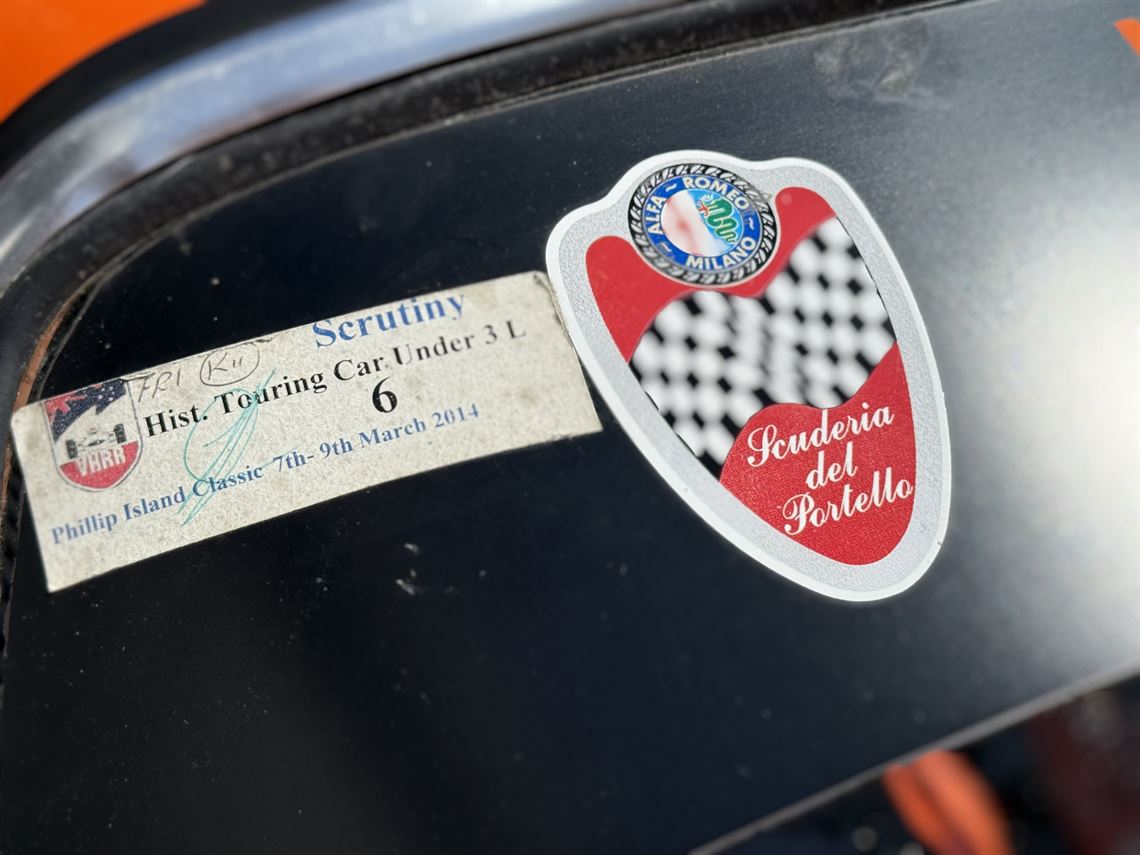 Scrutiny
FRI
Hist. Touring Car Under 3 L
6
Phillip Island Classic 7th- 9th March 2014
VHRR
ALFA ~ ROMEO ~
MILANO
Scuderia
del
Portello